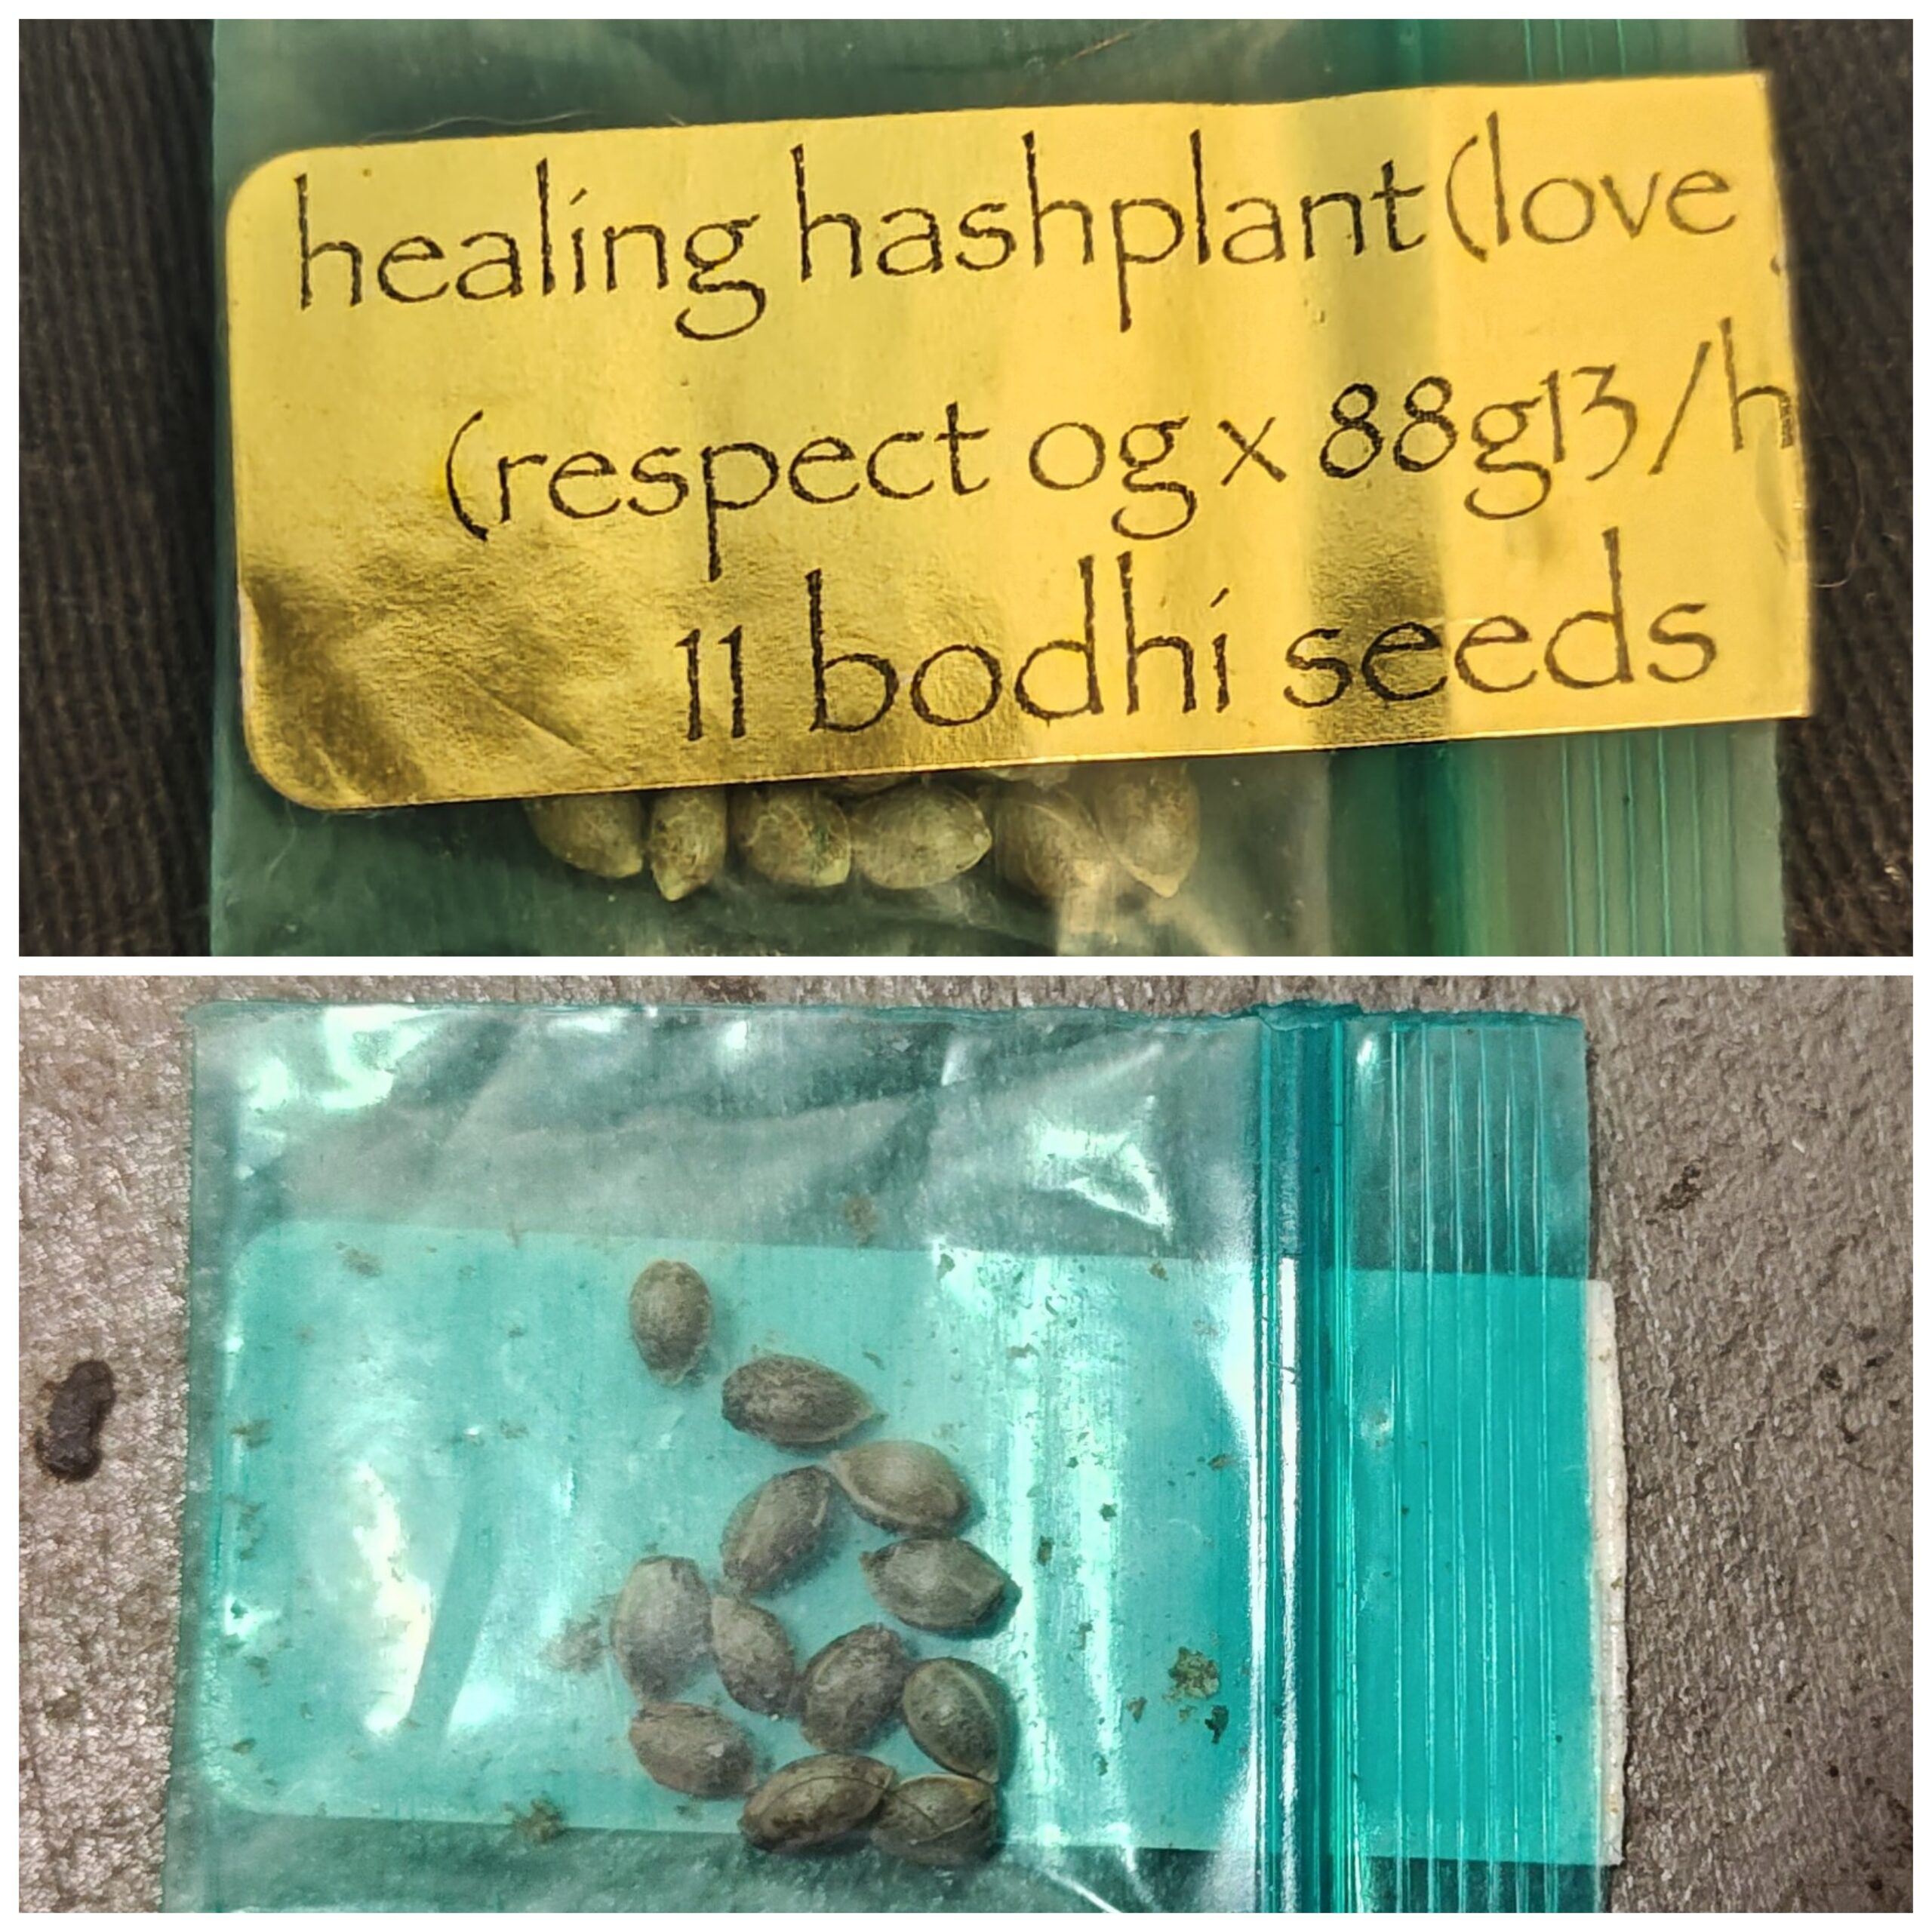 healing hashplant (love
(respect og x 88g13/h
11 bodhi seeds